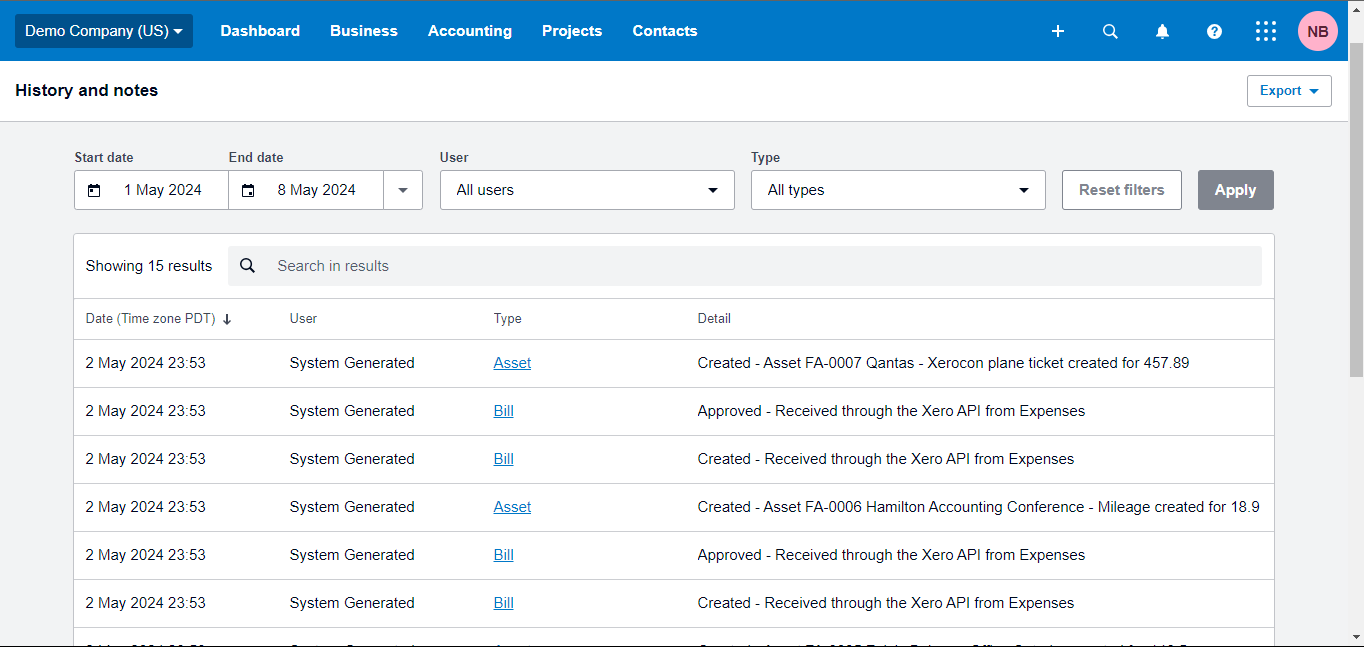 Demo Company (US) Dashboard Business Accounting Projects Contacts NB
History and notes Export
Start date End date User Type
1 May 2024 8 May 2024 All users All types Reset filters Apply
Showing 15 results Search in results
Date (Time zone PDT) User Type Detail
2 May 2024 23:53 System Generated Asset Created - Asset FA-0007 Qantas - Xerocon plane ticket created for 457.89
2 May 2024 23:53 System Generated Bill Approved - Received through the Xero API from Expenses
2 May 2024 23:53 System Generated Bill Created - Received through the Xero API from Expenses
2 May 2024 23:53 System Generated Asset Created - Asset FA-0006 Hamilton Accounting Conference - Mileage created for 18.9
2 May 2024 23:53 System Generated Bill Approved - Received through the Xero API from Expenses
2 May 2024 23:53 System Generated Bill Created - Received through the Xero API from Expenses